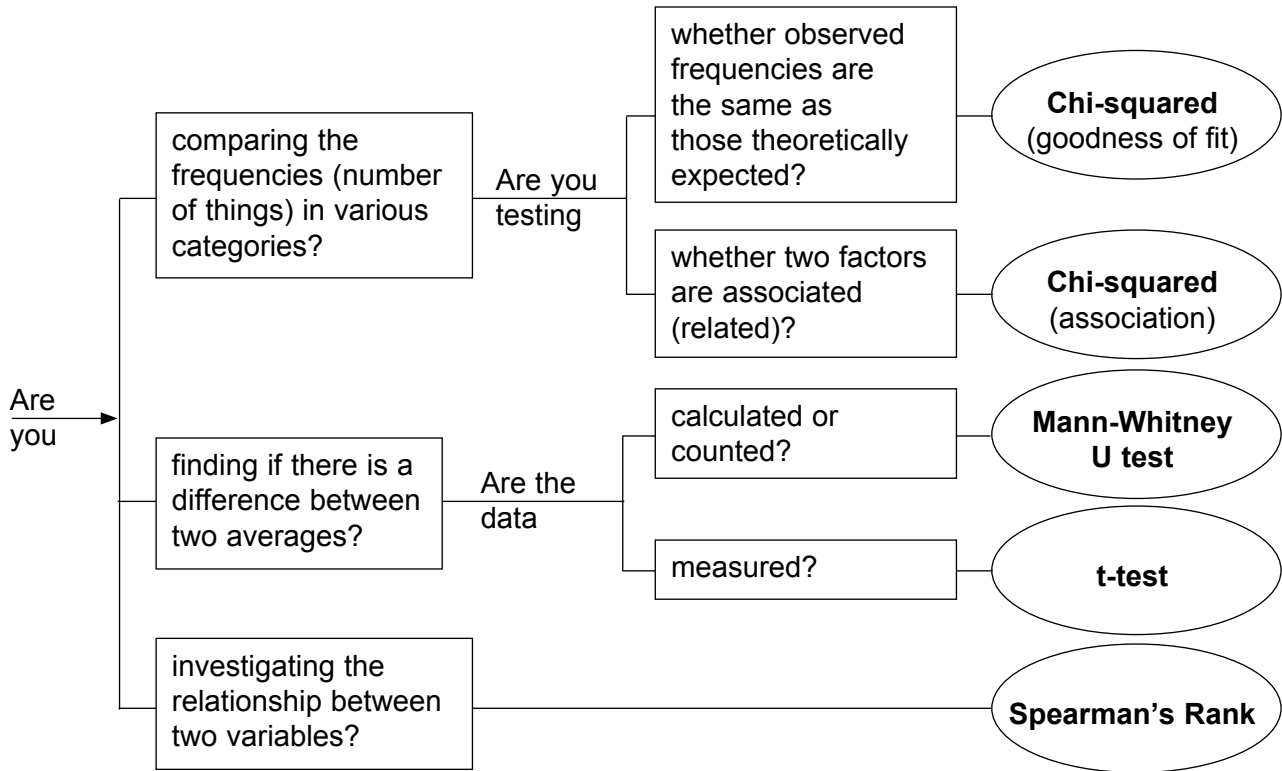 Are
you
comparing the
frequencies (number
of things) in various
categories?
Are you
testing
whether observed
frequencies are
the same as
those theoretically
expected?
Chi-squared
(goodness of fit)
whether two factors
are associated
(related)?
Chi-squared
(association)
finding if there is a
difference between
two averages?
Are the
data
calculated or
counted?
Mann-Whitney
U test
measured?
t-test
investigating the
relationship between
two variables?
Spearman’s Rank